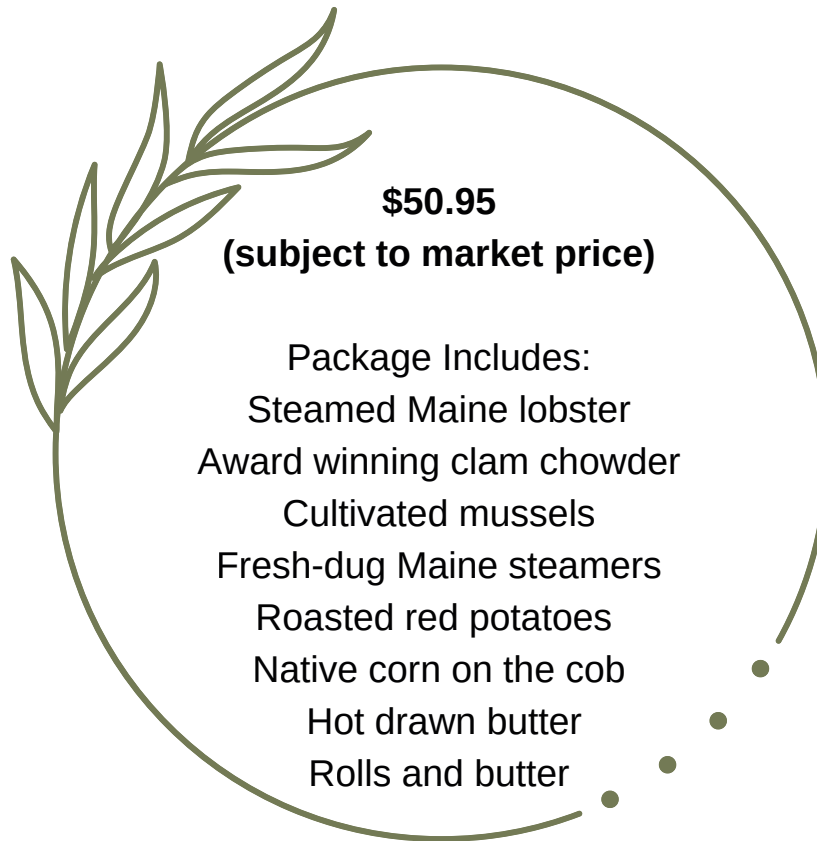 $50.95
(subject to market price)
Package Includes:
Steamed Maine lobster
Award winning clam chowder
Cultivated mussels
Fresh-dug Maine steamers
Roasted red potatoes
Native corn on the cob
Hot drawn butter
Rolls and butter